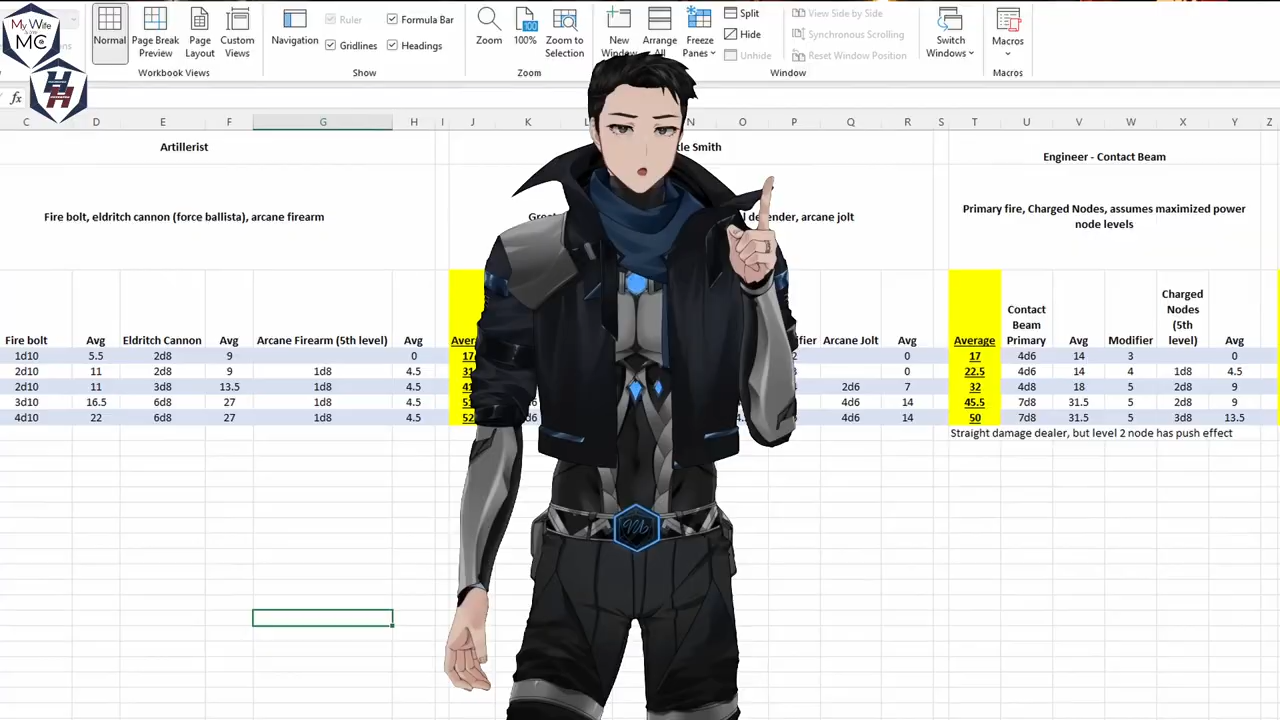 My Wife
is the
MC
HH
Normal
Page Break
Preview
Page
Layout
Custom
Views
Workbook Views
Ruler
Formula Bar
Gridlines
Headings
Show
Navigation
Zoom
100
100%
Zoom to
Selection
Zoom
New
Window
Arrange
All
Freeze
Panes
Split
Hide
Unhide
View Side by Side
Synchronous Scrolling
Reset Window Position
Window
Switch
Windows
Macros
Macros
fx
C D E F G H I J K N O P Q R S T U V W X Y Z
Artillerist
Smith
Engineer - Contact Beam
Fire bolt, eldritch cannon (force ballista), arcane firearm
defender, arcane jolt
Primary fire, Charged Nodes, assumes maximized power
node levels
Fire bolt Avg Eldritch Cannon Avg Arcane Firearm (5th level) Avg Arcane Jolt Avg Average Contact Beam Primary Avg Modifier Charged Nodes (5th level) Avg
1d10 5.5 2d8 9 0 0 17 4d6 14 3 0
2d10 11 2d8 9 1d8 4.5 0 22.5 4d6 14 4 1d8 4.5
2d10 11 3d8 13.5 1d8 4.5 2d6 7 32 4d8 18 5 2d8 9
3d10 16.5 6d8 27 1d8 4.5 4d6 14 45.5 7d8 31.5 5 2d8 9
4d10 22 6d8 27 1d8 4.5 52 4d6 14 50 7d8 31.5 5 3d8 13.5
Straight damage dealer, but level 2 node has push effect